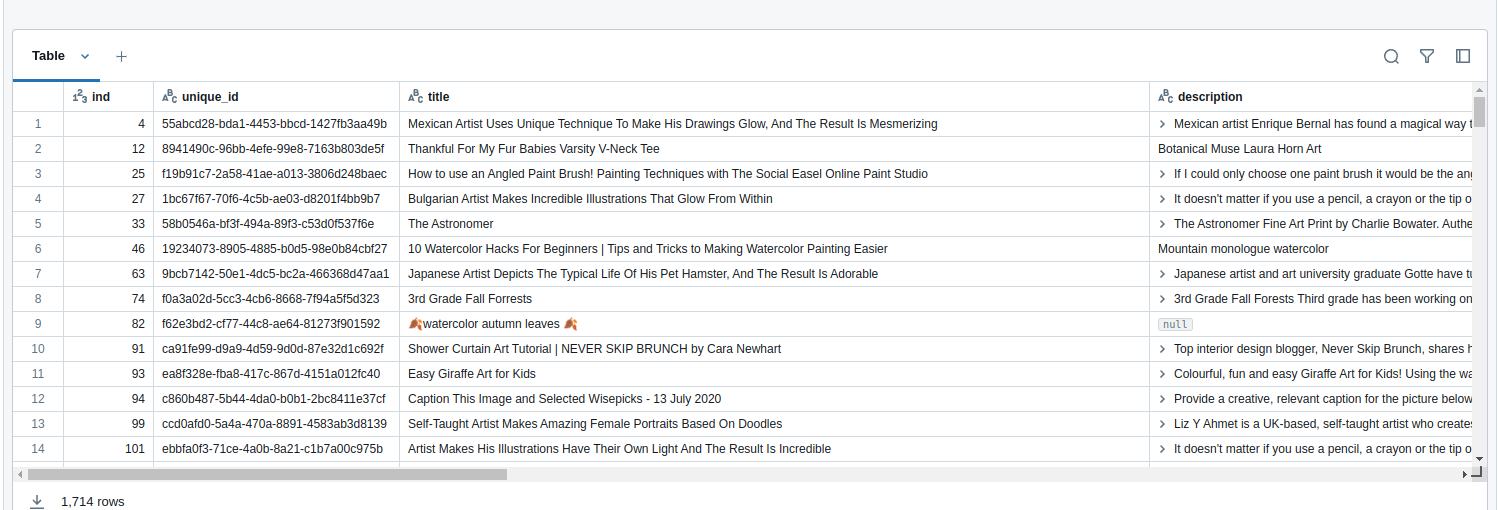 Table
ind unique_id title description
1 4 55abcd28-bda1-4453-bbcd-1427fb3aa49b Mexican Artist Uses Unique Technique To Make His Drawings Glow, And The Result Is Mesmerizing Mexican artist Enrique Bernal has found a magical way t
2 12 8941490c-96bb-4efe-99e8-7163b803de5f Thankful For My Fur Babies Varsity V-Neck Tee Botanical Muse Laura Horn Art
3 25 f19b91c7-2a58-41ae-a013-3806d248baec How to use an Angled Paint Brush! Painting Techniques with The Social Easel Online Paint Studio If I could only choose one paint brush it would be the ang
4 27 1bc67f67-70f6-4c5b-ae03-d8201f4bb9b7 Bulgarian Artist Makes Incredible Illustrations That Glow From Within It doesn't matter if you use a pencil, a crayon or the tip o
5 33 58b0546a-bf3f-494a-89f3-c53d0f537f6e The Astronomer The Astronomer Fine Art Print by Charlie Bowater. Authe
6 46 19234073-8905-4885-b0d5-98e0b84cbf27 10 Watercolor Hacks For Beginners | Tips and Tricks to Making Watercolor Painting Easier Mountain monologue watercolor
7 63 9bcb7142-50e1-4dc5-bc2a-466368d47aa1 Japanese Artist Depicts The Typical Life Of His Pet Hamster, And The Result Is Adorable Japanese artist and art university graduate Gotte have tu
8 74 f0a3a02d-5cc3-4cb6-8668-7f94a5f5d323 3rd Grade Fall Forrests 3rd Grade Fall Forests Third grade has been working on
9 82 f62e3bd2-cf77-44c8-ae64-81273f901592 🍂watercolor autumn leaves 🍂 null
10 91 ca91fe99-d9a9-4d59-9d0d-87e32d1c692f Shower Curtain Art Tutorial | NEVER SKIP BRUNCH by Cara Newhart Top interior design blogger, Never Skip Brunch, shares h
11 93 ea8f328e-fba8-417c-867d-4151a012fc40 Easy Giraffe Art for Kids Colourful, fun and easy Giraffe Art for Kids! Using the wa
12 94 c860b487-5b44-4da0-b0b1-2bc8411e37cf Caption This Image and Selected Wisepicks - 13 July 2020 Provide a creative, relevant caption for the picture below
13 99 ccd0afd0-5a4a-470a-8891-4583ab3d8139 Self-Taught Artist Makes Amazing Female Portraits Based On Doodles Liz Y Ahmet is a UK-based, self-taught artist who creates
14 101 ebbfa0f3-71ce-4a0b-8a21-c1b7a00c975b Artist Makes His Illustrations Have Their Own Light And The Result Is Incredible It doesn't matter if you use a pencil, a crayon or the tip o
1,714 rows